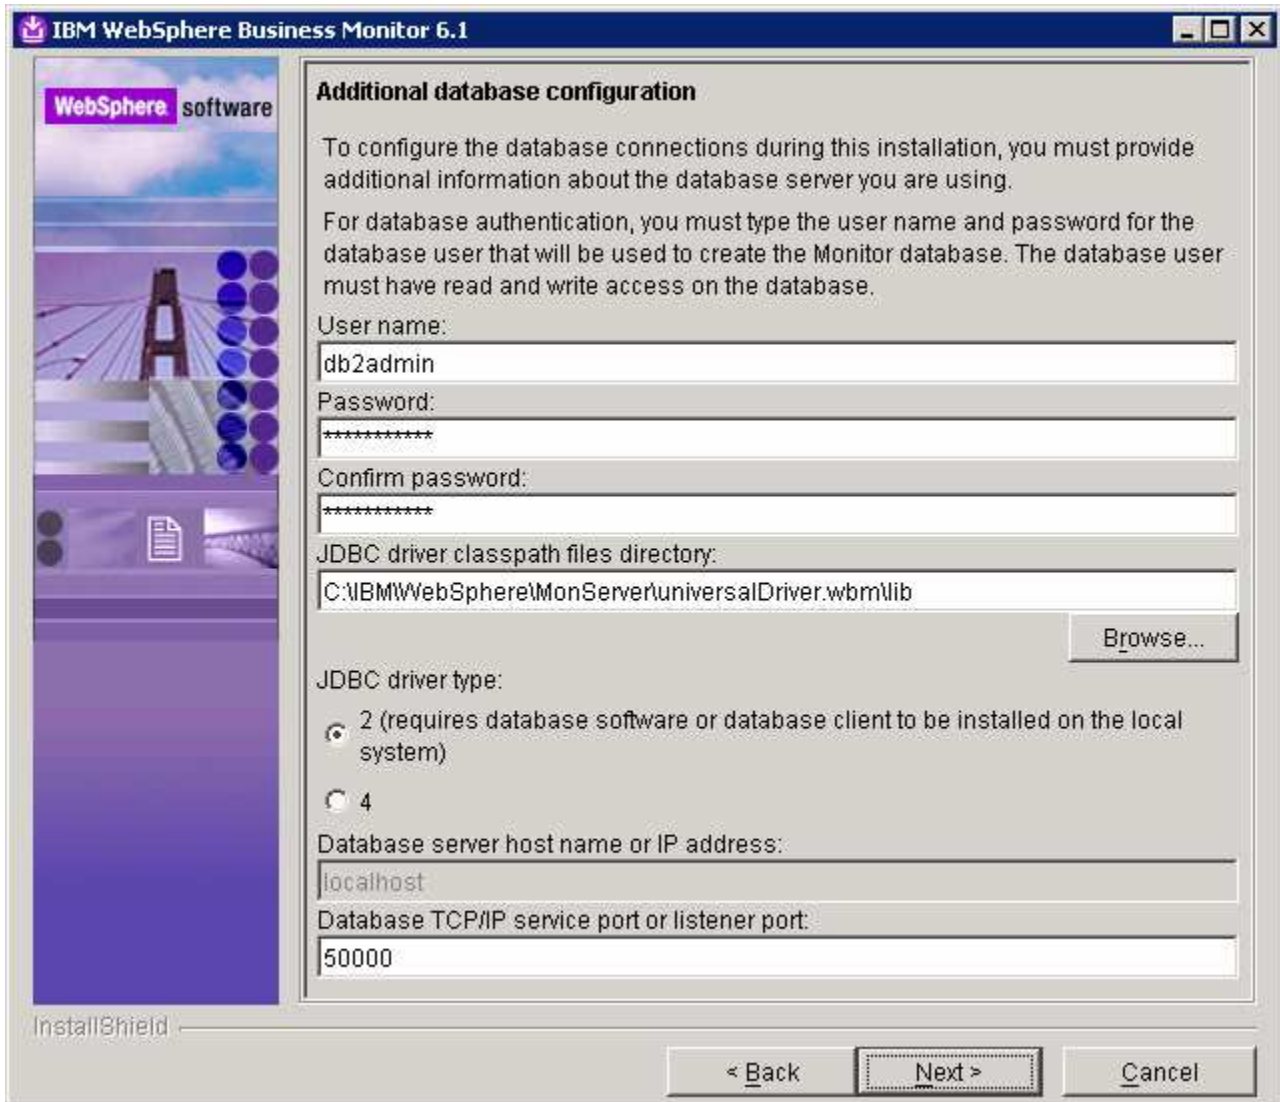 IBM WebSphere Business Monitor 6.1
WebSphere software
Additional database configuration
To configure the database connections during this installation, you must provide
additional information about the database server you are using.
For database authentication, you must type the user name and password for the
database user that will be used to create the Monitor database. The database user
must have read and write access on the database.
User name:
db2admin
Password:
***********
Confirm password:
***********
JDBC driver classpath files directory:
C:\IBM\WebSphere\MonServer\universalDriver.wbm\lib
Browse...
JDBC driver type:
2 (requires database software or database client to be installed on the local
system)
4
Database server host name or IP address:
localhost
Database TCP/IP service port or listener port:
50000
InstallShield
< Back
Next >
Cancel